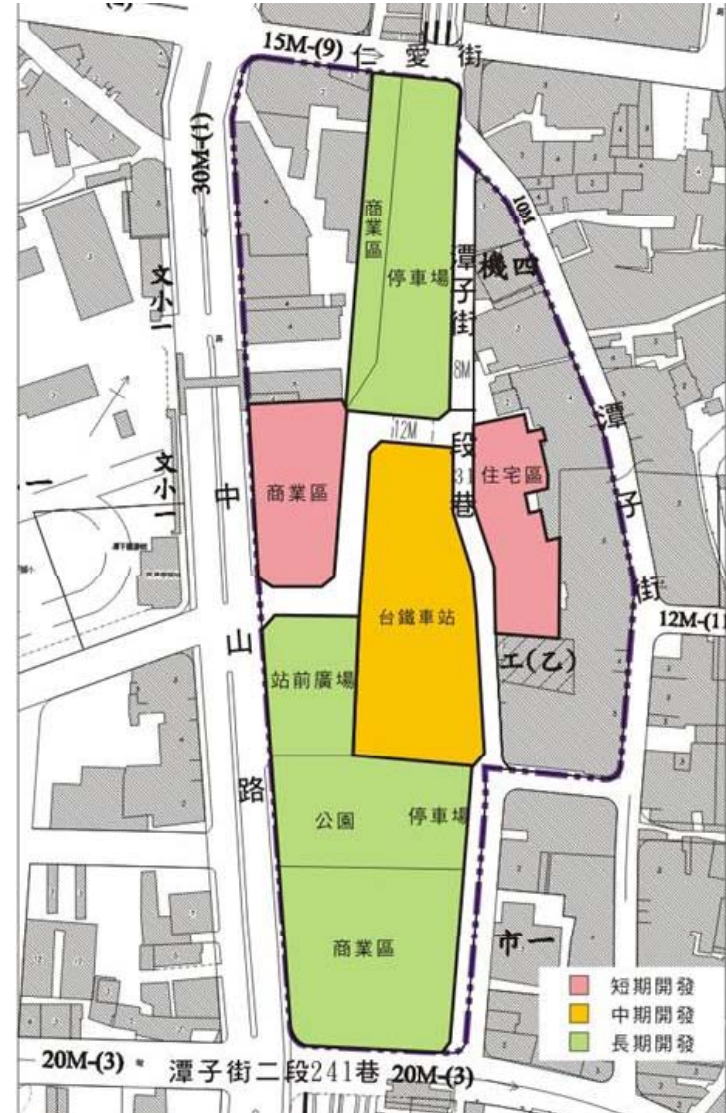 15M-(9)
仁愛街
30M-(1)
10M
商業區
停車場
潭子街
機四
8M
文小一
12M
段
31
巷
住宅區
潭子街
商業區
文小一
中山路
台鐵車站
12M-(11
工(乙)
站前廣場
公園
停車場
商業區
市一
短期開發
中期開發
長期開發
20M-(3)
潭子街二段241巷
20M-(3)